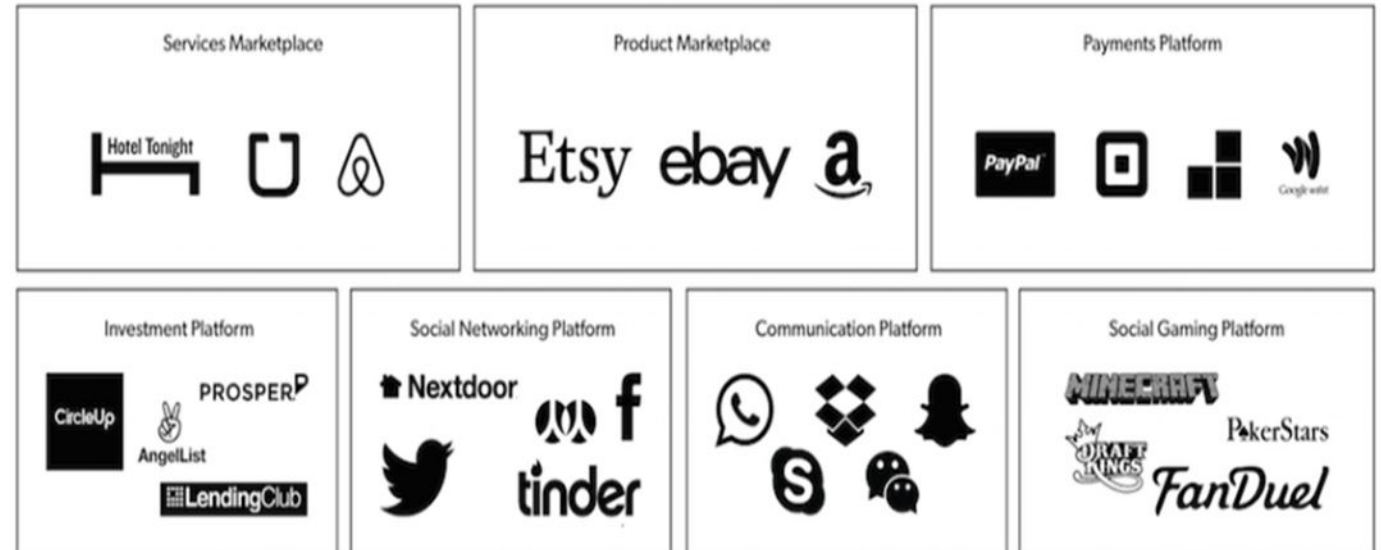 Services Marketplace
Hotel Tonight
Product Marketplace
Etsy ebay a
Payments Platform
PayPal
Google wallet
Investment Platform
CircleUp
PROSPER
AngelList
LendingClub
Social Networking Platform
Nextdoor
f
tinder
Communication Platform
S
Social Gaming Platform
MINECRAFT
PokerStars
DRAFT
KINGS
FanDuel